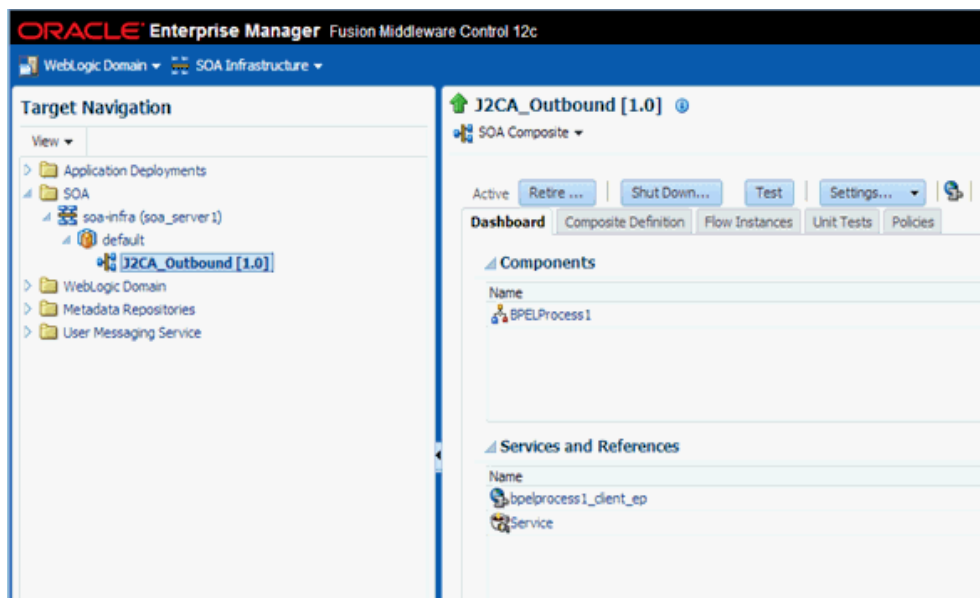 ORACLE Enterprise Manager Fusion Middleware Control 12c
WebLogic Domain SOA Infrastructure
Target Navigation
View
Application Deployments
SOA
soa-infra (soa_server1)
default
J2CA_Outbound [1.0]
WebLogic Domain
Metadata Repositories
User Messaging Service
J2CA_Outbound [1.0]
SOA Composite
Active Retire ... Shut Down... Test Settings...
Dashboard Composite Definition Flow Instances Unit Tests Policies
Components
Name
BPELProcess1
Services and References
Name
bpelprocess1_client_ep
Service